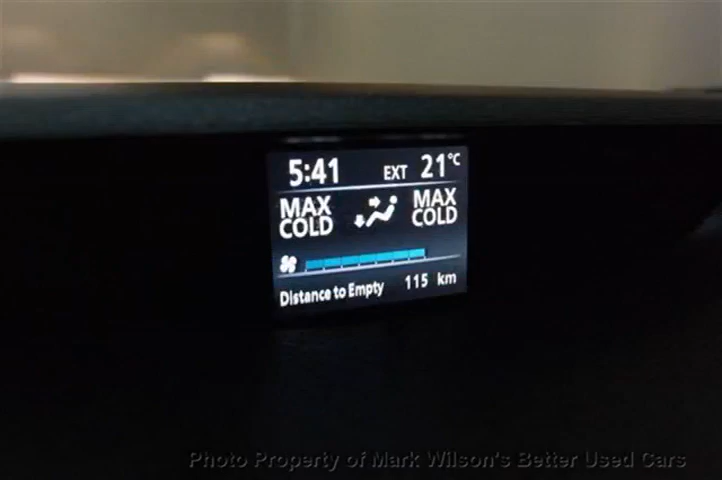 5:41 EXT 21°C
MAX COLD MAX COLD
Distance to Empty 115 km
Photo Property of Mark Wilson's Better Used Cars